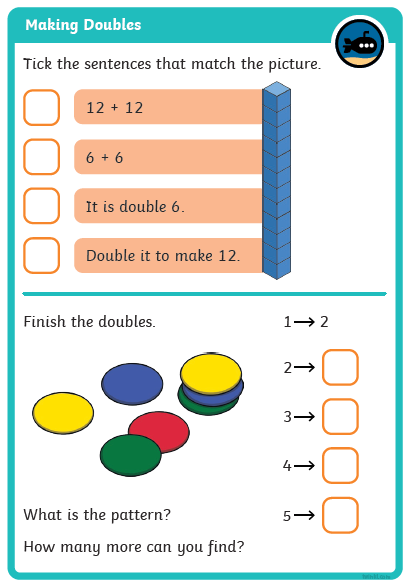 Making Doubles
Tick the sentences that match the picture.
12 + 12
6 + 6
It is double 6.
Double it to make 12.
Finish the doubles.
1→2
2→
3→
4→
5→
What is the pattern?
How many more can you find?